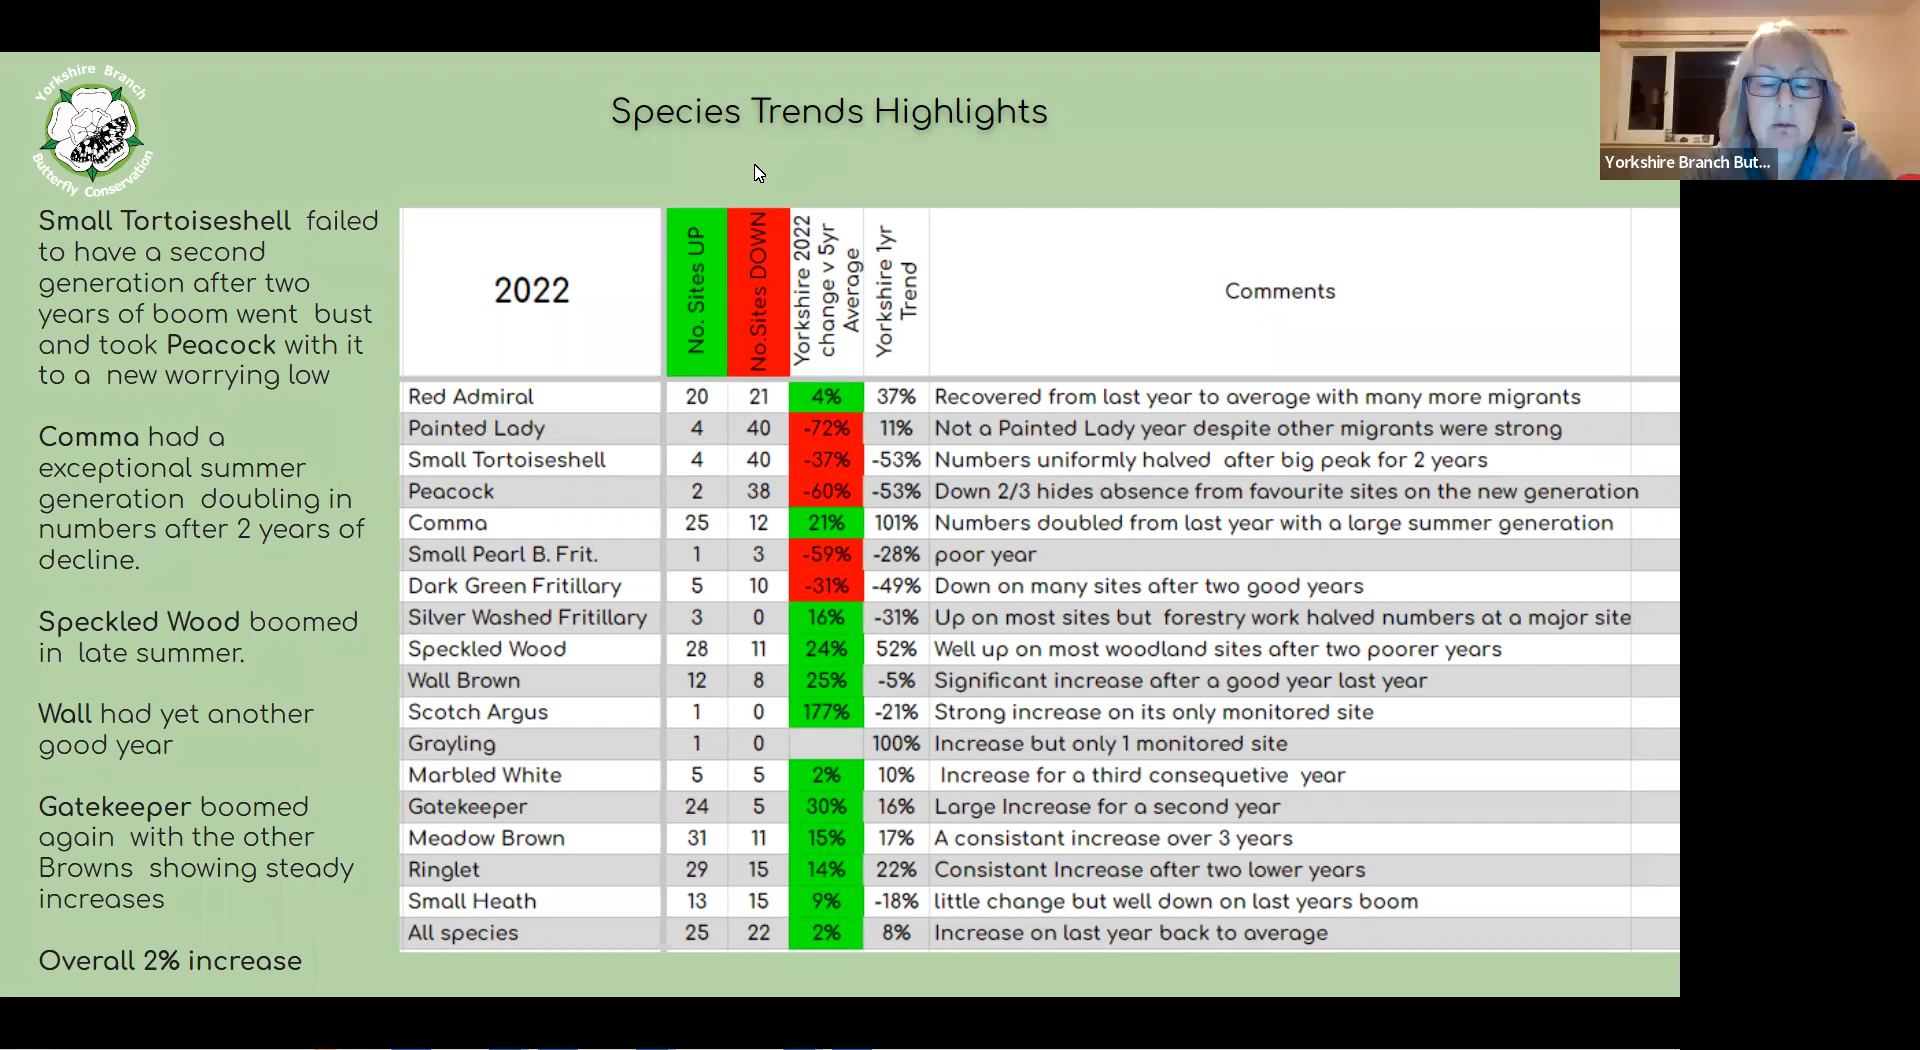 Yorkshire Branch
Butterfly Conservation
Species Trends Highlights
Yorkshire Branch But...
Small Tortoiseshell failed
to have a second
generation after two
years of boom went bust
and took Peacock with it
to a new worrying low
Comma had a
exceptional summer
generation doubling in
numbers after 2 years of
decline.
Speckled Wood boomed
in late summer.
Wall had yet another
good year
Gatekeeper boomed
again with the other
Browns showing steady
increases
Overall 2% increase
2022 No. Sites UP No.Sites DOWN Yorkshire 2022 change v 5yr Average Yorkshire 1yr Trend Comments
Red Admiral 20 21 4% 37% Recovered from last year to average with many more migrants
Painted Lady 4 40 -72% 11% Not a Painted Lady year despite other migrants were strong
Small Tortoiseshell 4 40 -37% -53% Numbers uniformly halved after big peak for 2 years
Peacock 2 38 -60% -53% Down 2/3 hides absence from favourite sites on the new generation
Comma 25 12 21% 101% Numbers doubled from last year with a large summer generation
Small Pearl B. Frit. 1 3 -59% -28% poor year
Dark Green Fritillary 5 10 -31% -49% Down on many sites after two good years
Silver Washed Fritillary 3 0 16% -31% Up on most sites but forestry work halved numbers at a major site
Speckled Wood 28 11 24% 52% Well up on most woodland sites after two poorer years
Wall Brown 12 8 25% -5% Significant increase after a good year last year
Scotch Argus 1 0 177% -21% Strong increase on its only monitored site
Grayling 1 0 100% Increase but only 1 monitored site
Marbled White 5 5 2% 10% Increase for a third consequetive year
Gatekeeper 24 5 30% 16% Large Increase for a second year
Meadow Brown 31 11 15% 17% A consistant increase over 3 years
Ringlet 29 15 14% 22% Consistant Increase after two lower years
Small Heath 13 15 9% -18% little change but well down on last years boom
All species 25 22 2% 8% Increase on last year back to average